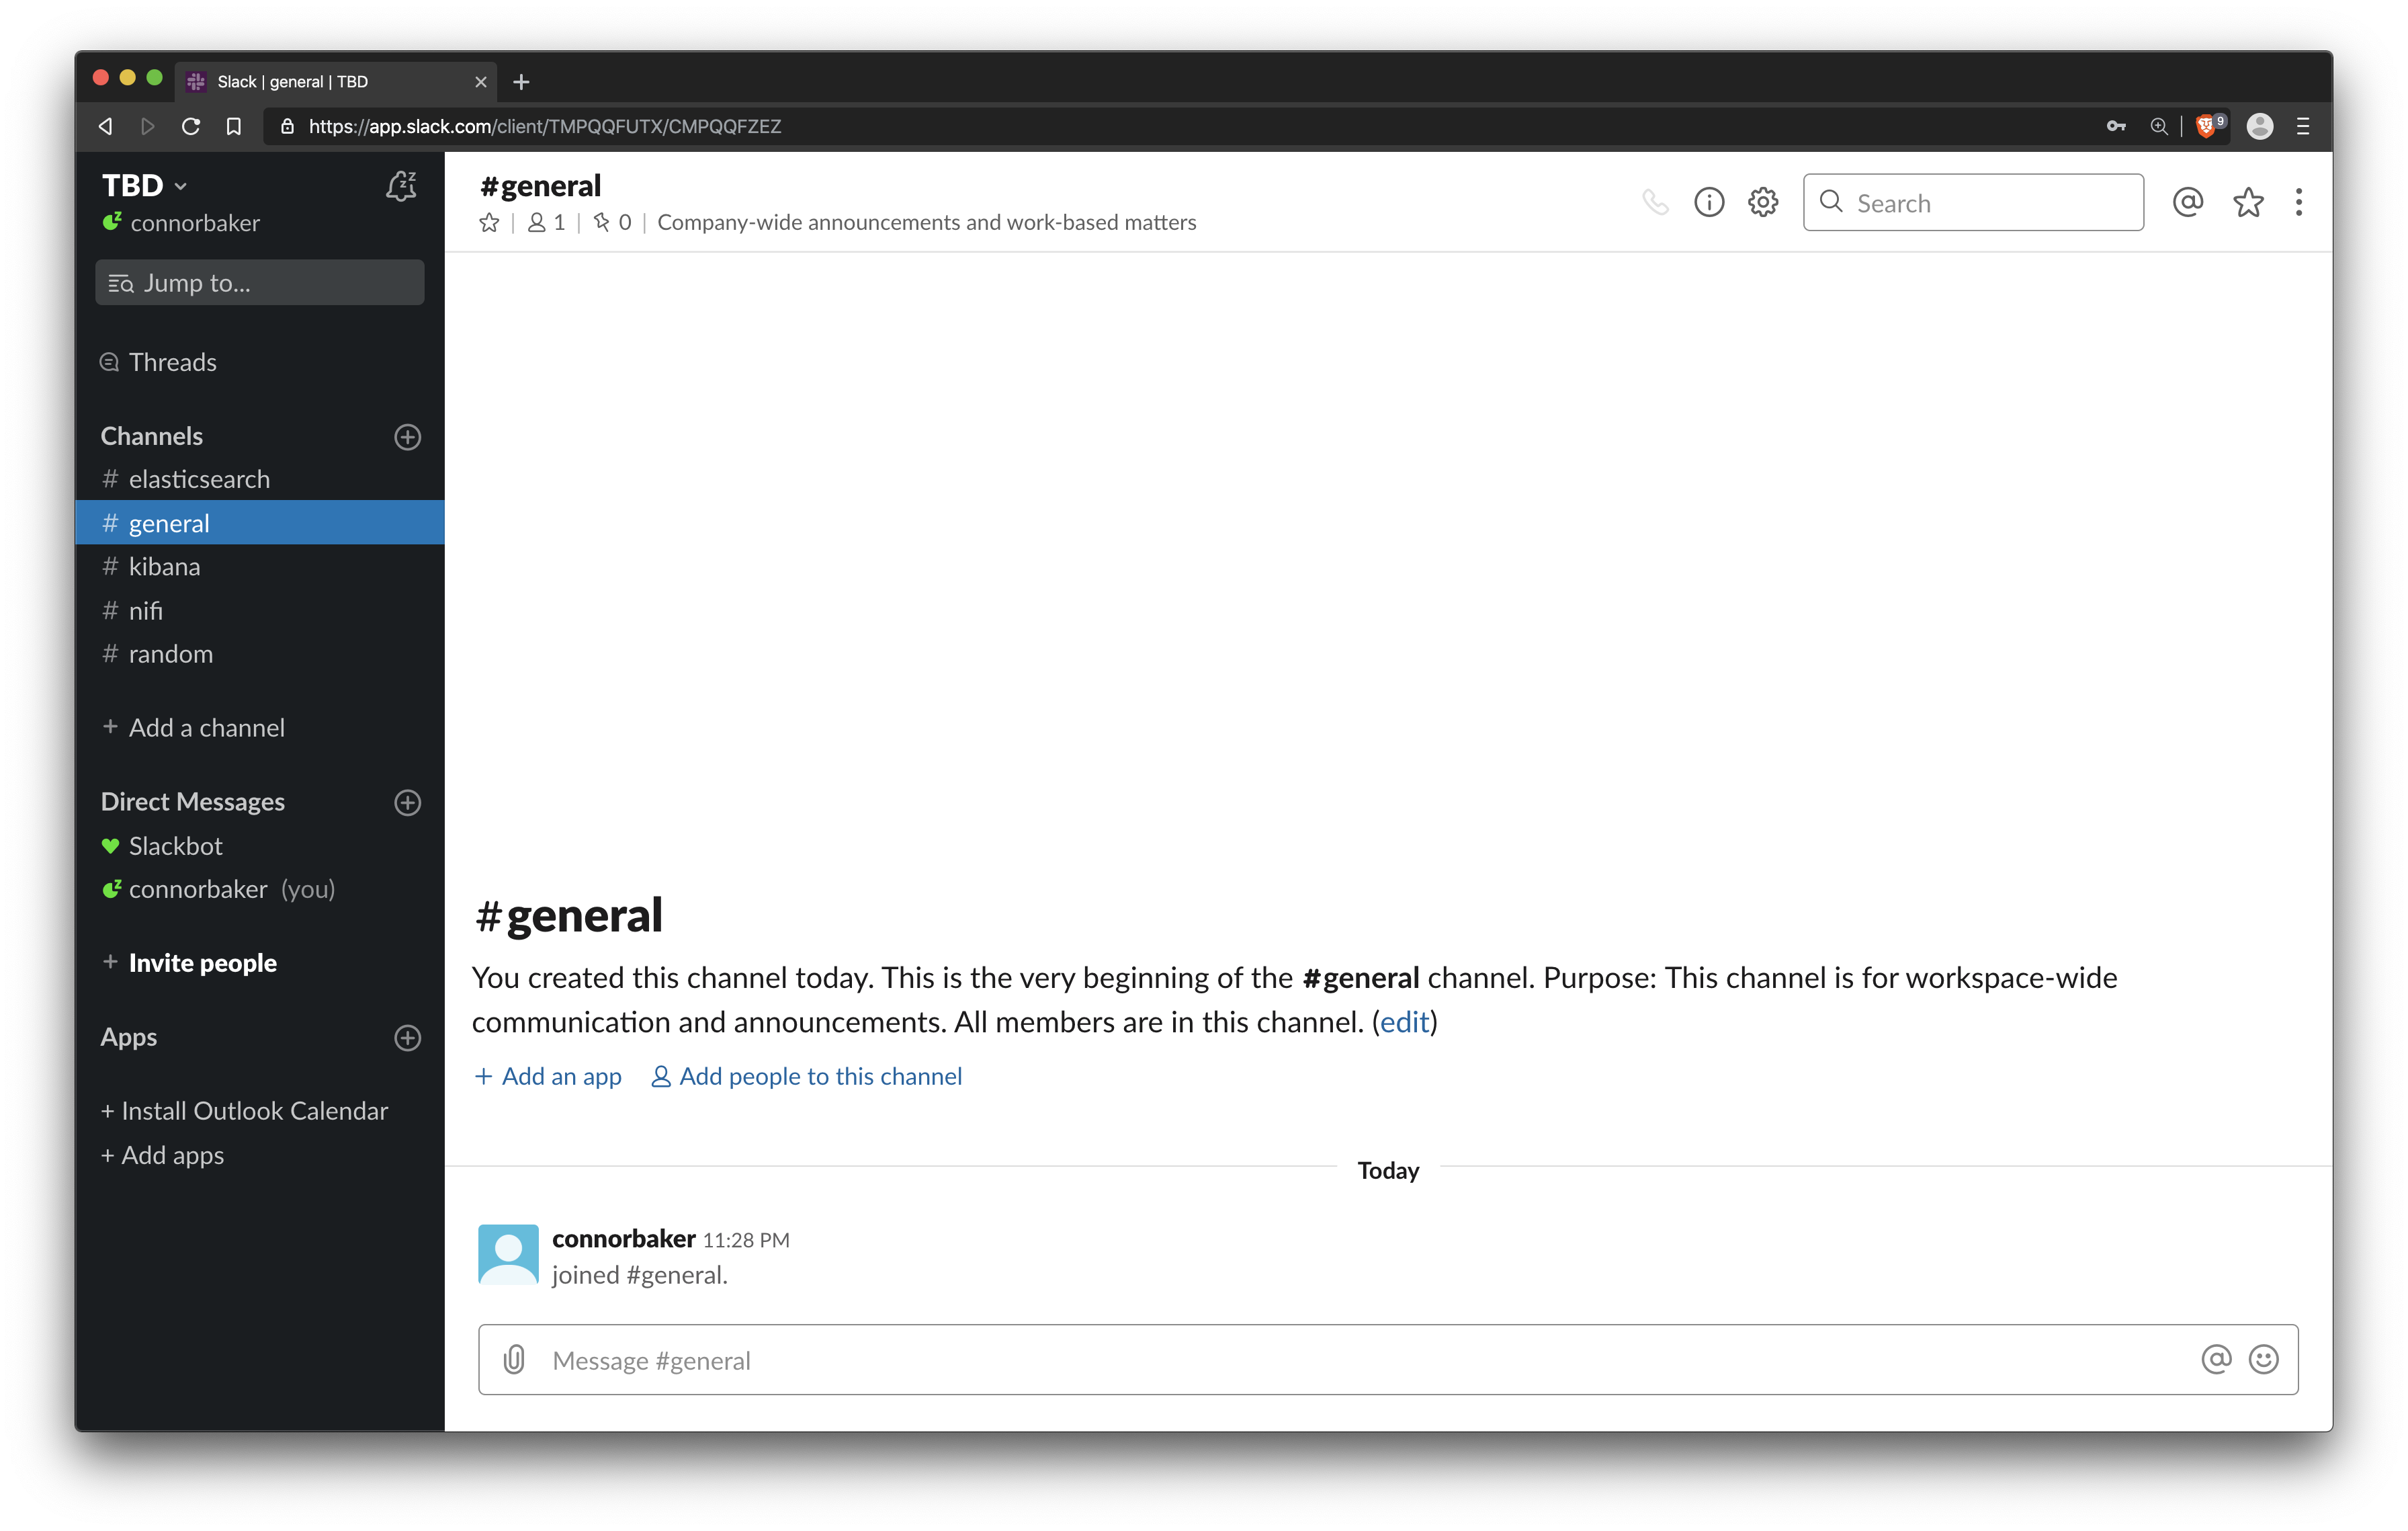 Slack | general | TBD
https://app.slack.com/client/TMPQQFUTX/CMPQQFZEZ
9
TBD
connorbaker
Jump to...
Threads
Channels
# elasticsearch
# general
# kibana
# nifi
# random
+ Add a channel
Direct Messages
Slackbot
connorbaker (you)
+ Invite people
Apps
+ Install Outlook Calendar
+ Add apps
#general
1 | 0 | Company-wide announcements and work-based matters
Search
#general
You created this channel today. This is the very beginning of the #general channel. Purpose: This channel is for workspace-wide
communication and announcements. All members are in this channel. (edit)
+ Add an app Add people to this channel
Today
connorbaker 11:28 PM
joined #general.
Message #general